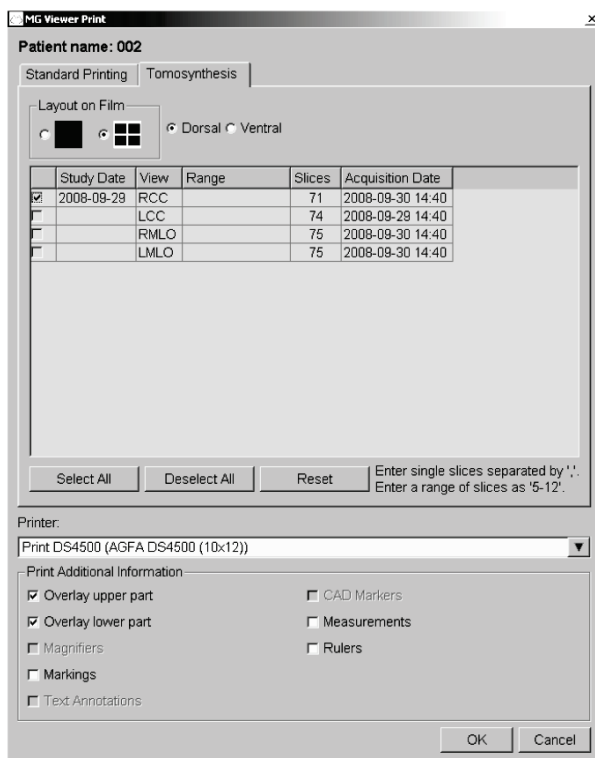 MG Viewer Print
Patient name: 002
Standard Printing Tomosynthesis
Layout on Film
Dorsal Ventral
Study Date View Range Slices Acquisition Date
2008-09-29 RCC 71 2008-09-30 14:40
LCC 74 2008-09-29 14:40
RMLO 75 2008-09-30 14:40
LMLO 75 2008-09-30 14:40
Select All Deselect All Reset Enter single slices separated by ','.
Enter a range of slices as '5-12'.
Printer:
Print DS4500 (AGFA DS4500 (10x12))
Print Additional Information
Overlay upper part CAD Markers
Overlay lower part Measurements
Magnifiers Rulers
Markings
Text Annotations
OK Cancel